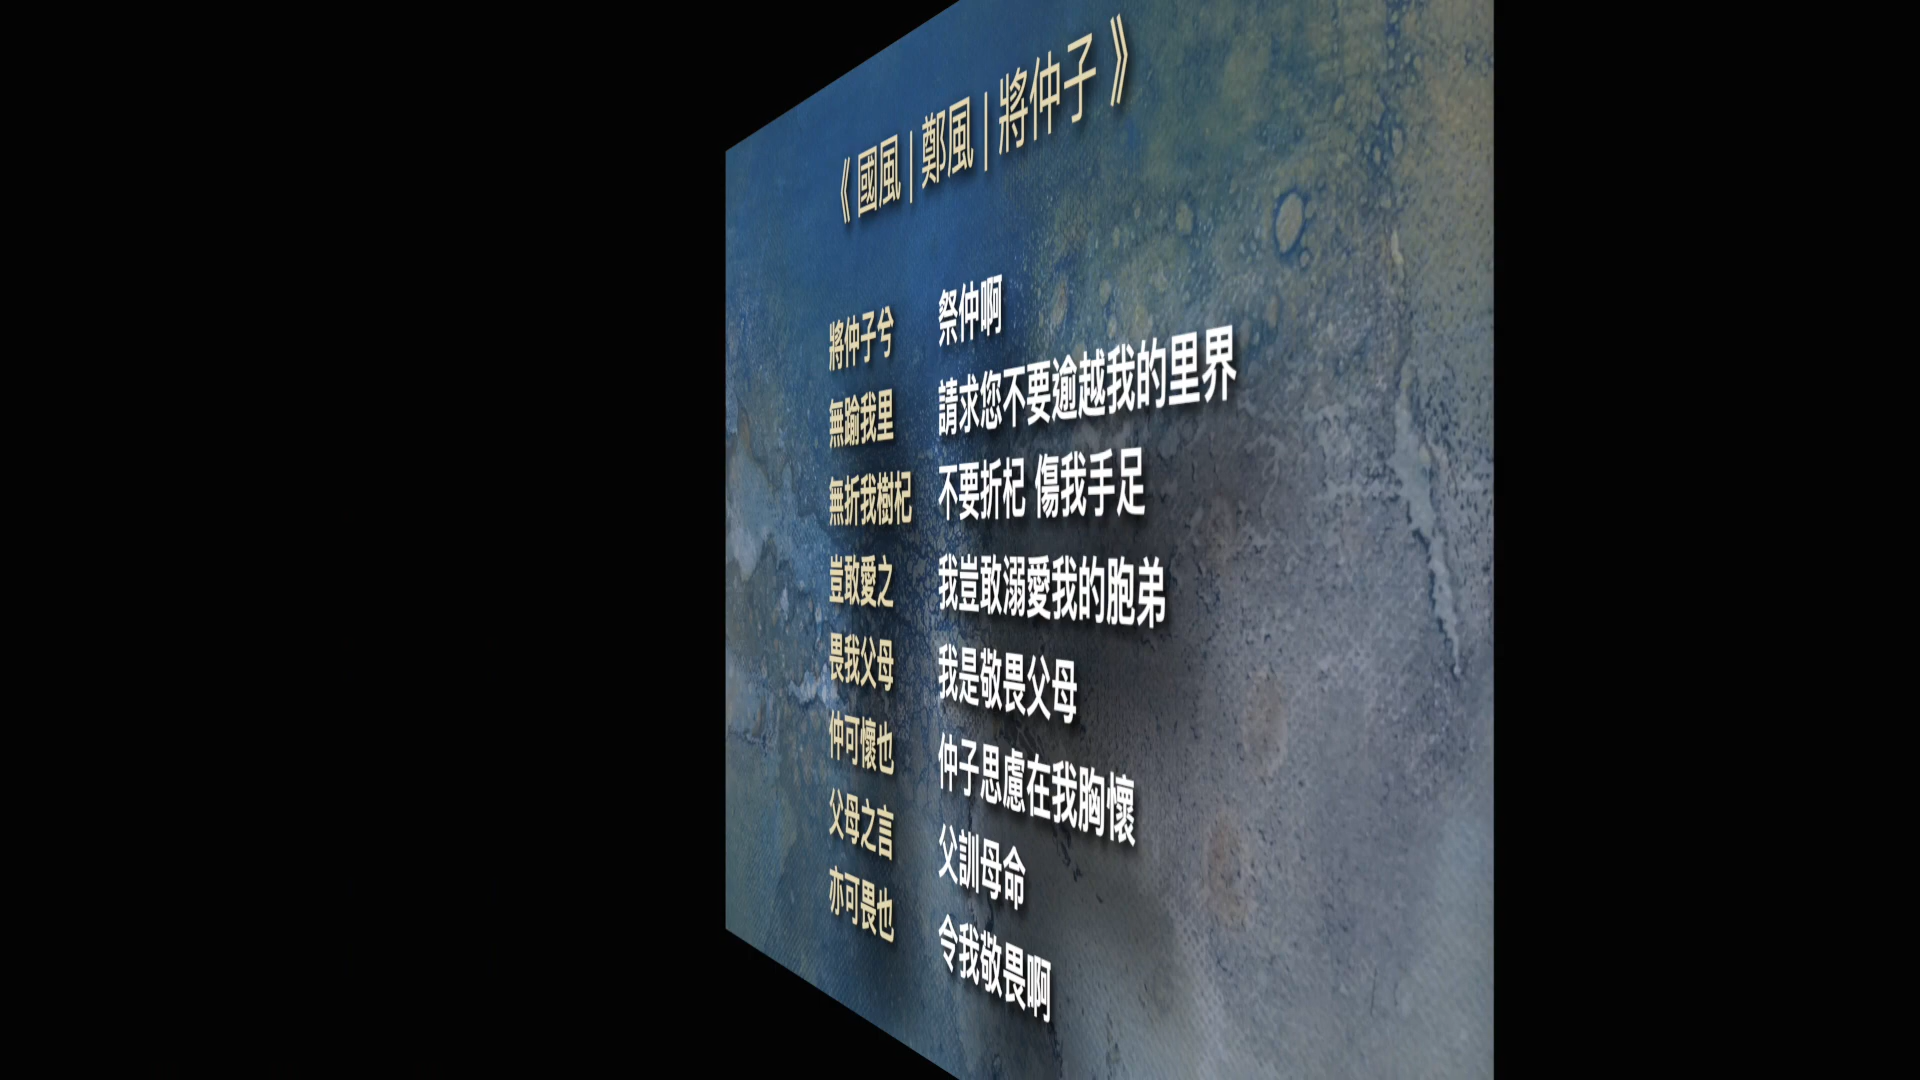 《 國風 | 鄭風 | 將仲子 》
將仲子兮
無踰我里
無折我樹杞
豈敢愛之
畏我父母
仲可懷也
父母之言
亦可畏也
祭仲啊
請求您不要逾越我的里界
不要折杞 傷我手足
我豈敢溺愛我的胞弟
我是敬畏父母
仲子思慮在我胸懷
父訓母命
令我敬畏啊